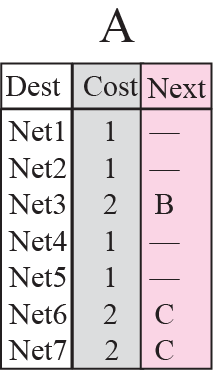 A
Dest Cost Next
Net1 1 —
Net2 1 —
Net3 2 B
Net4 1 —
Net5 1 —
Net6 2 C
Net7 2 C